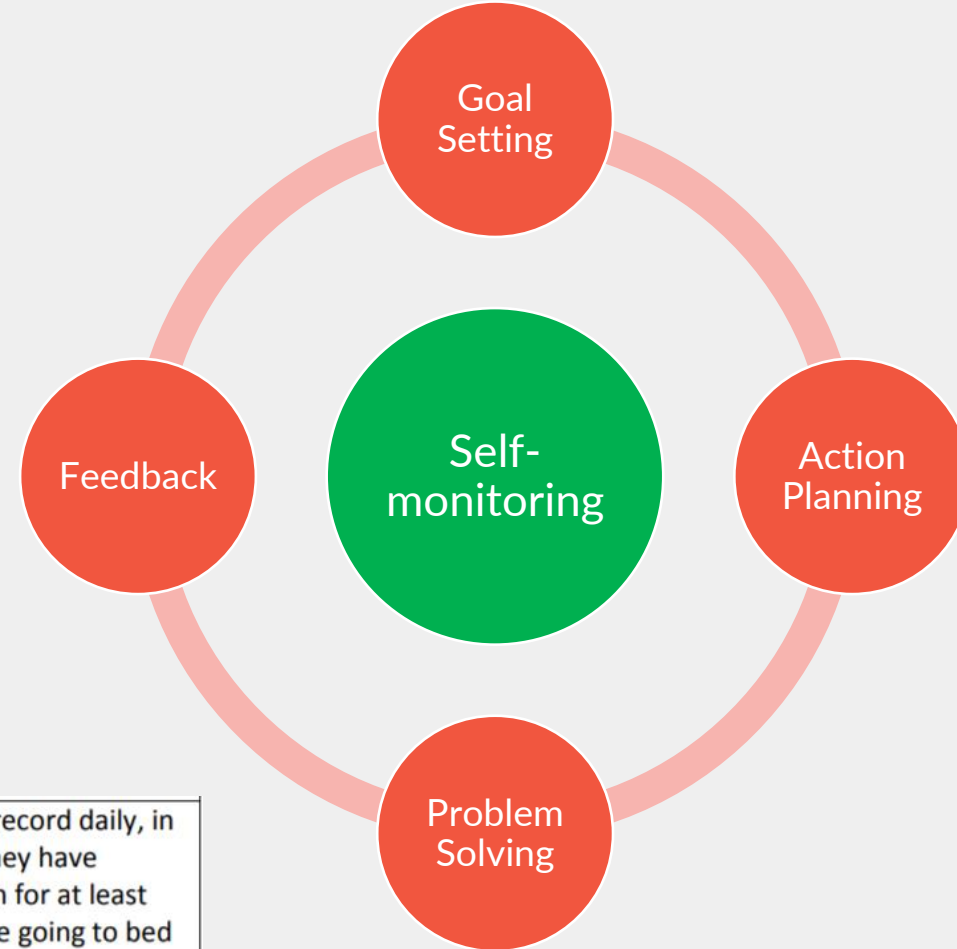 Goal
Setting
Feedback
Self-
monitoring
Action
Planning
Problem
Solving
record daily, in
hey have
for at least
e going to bed